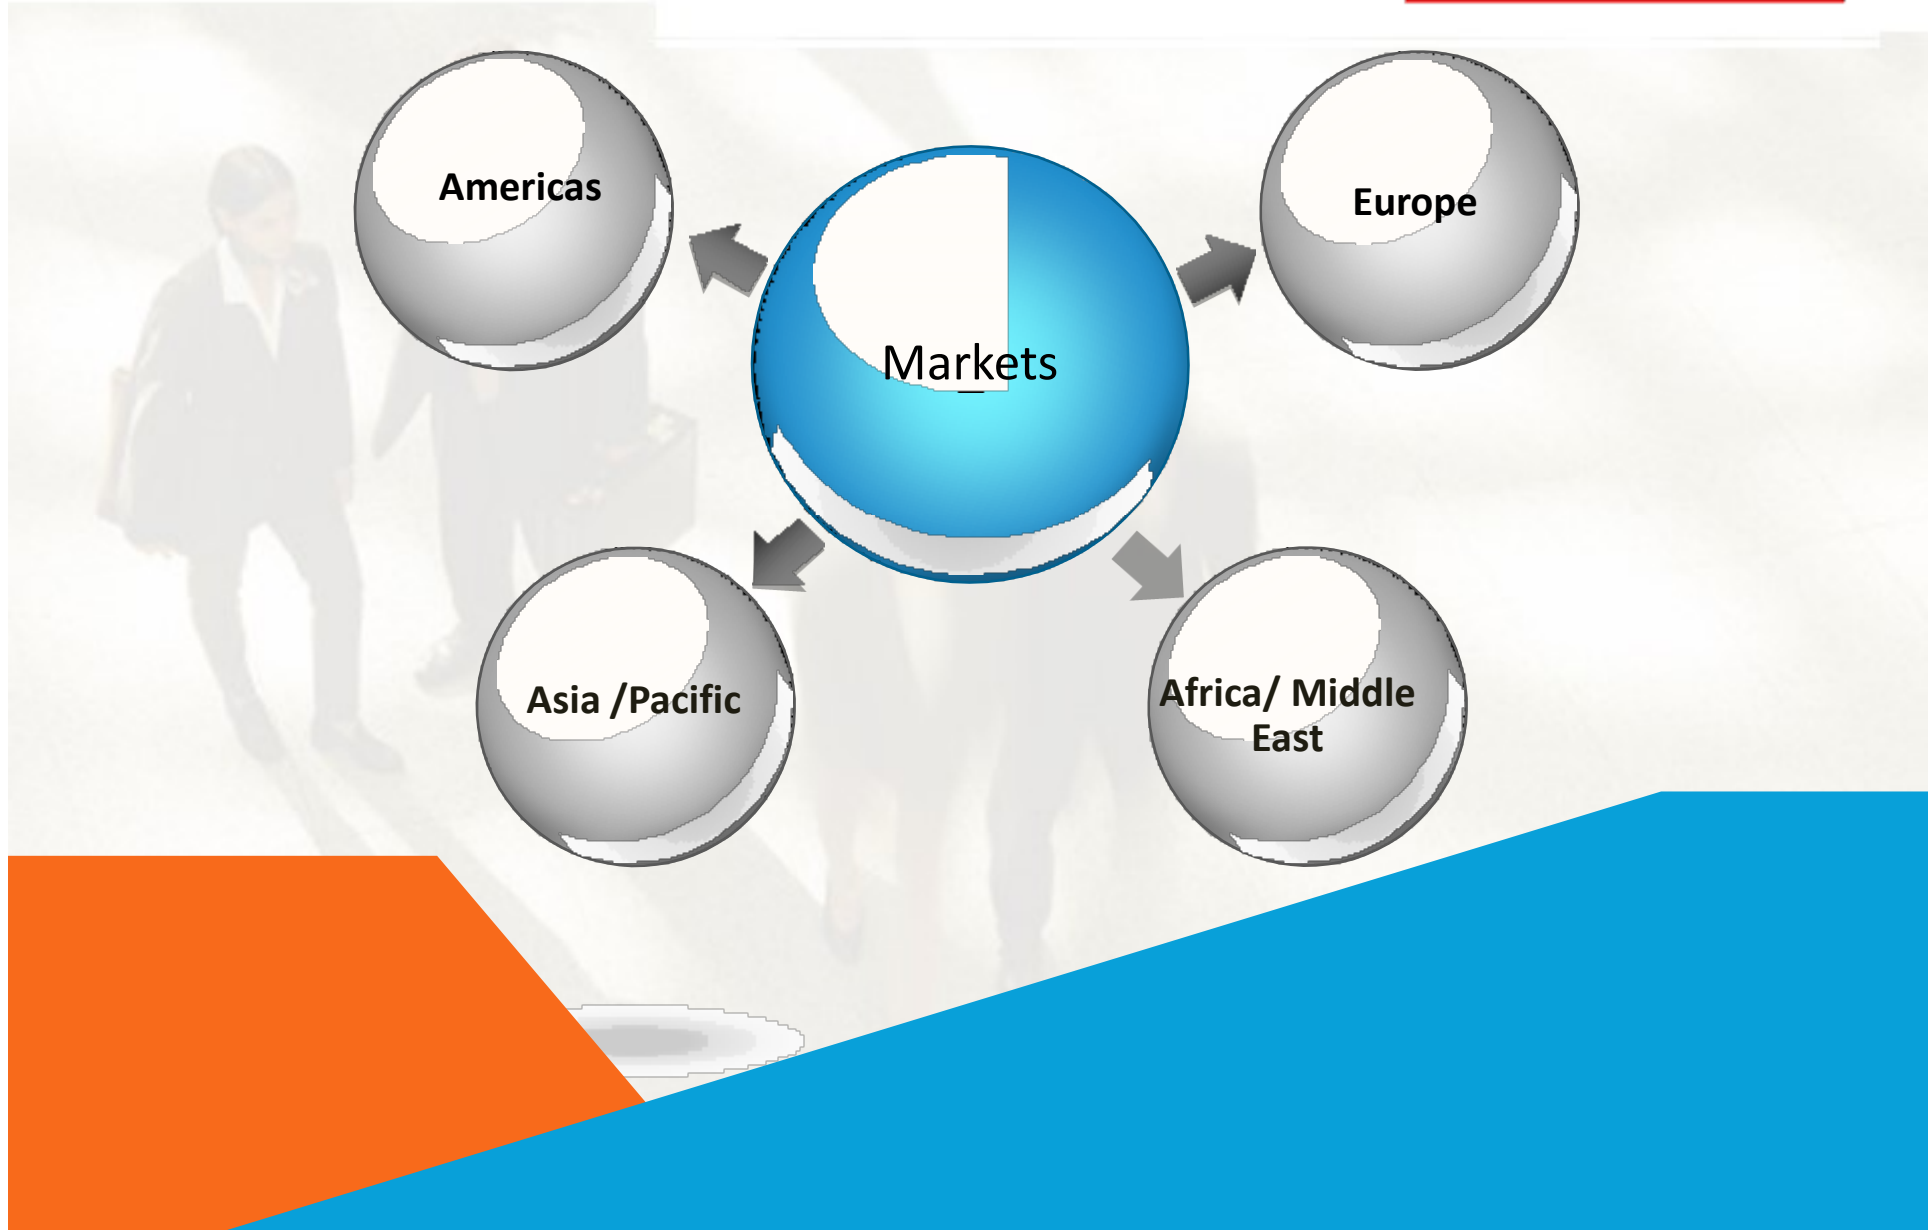 Americas
Europe
Markets
Asia /Pacific
Africa/ Middle
East